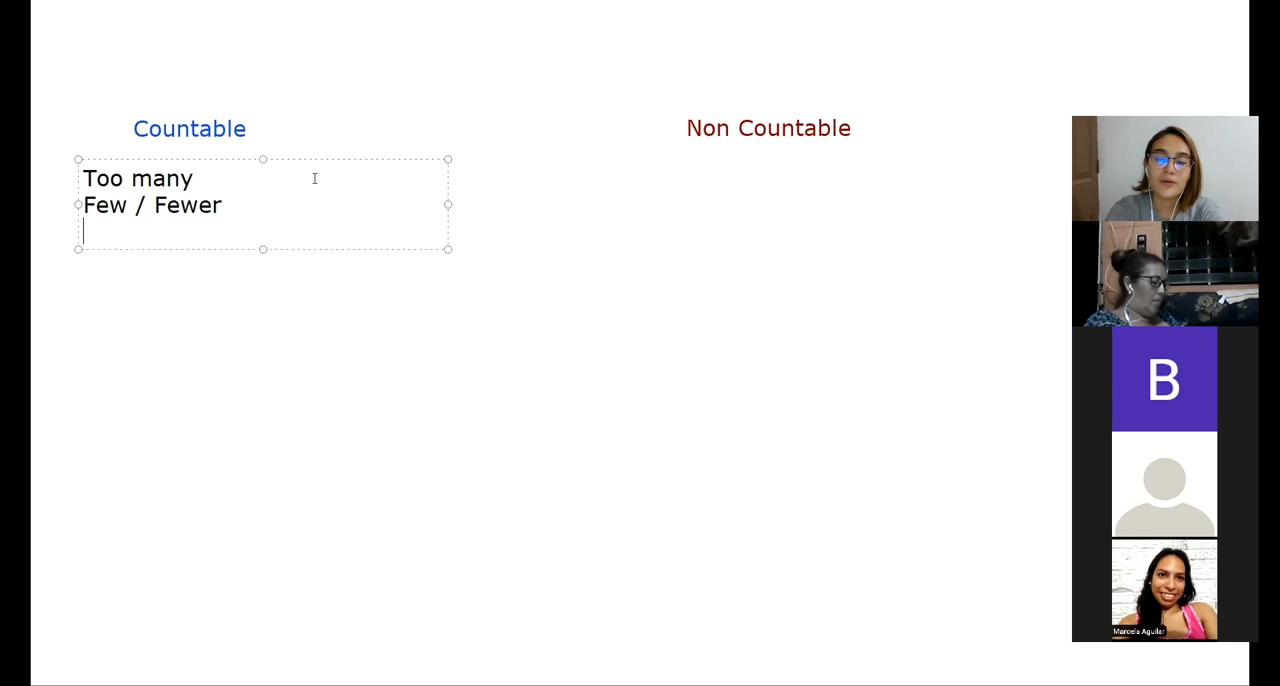 Countable
Non Countable
Too many
Few / Fewer
B
Marcela Aguilar